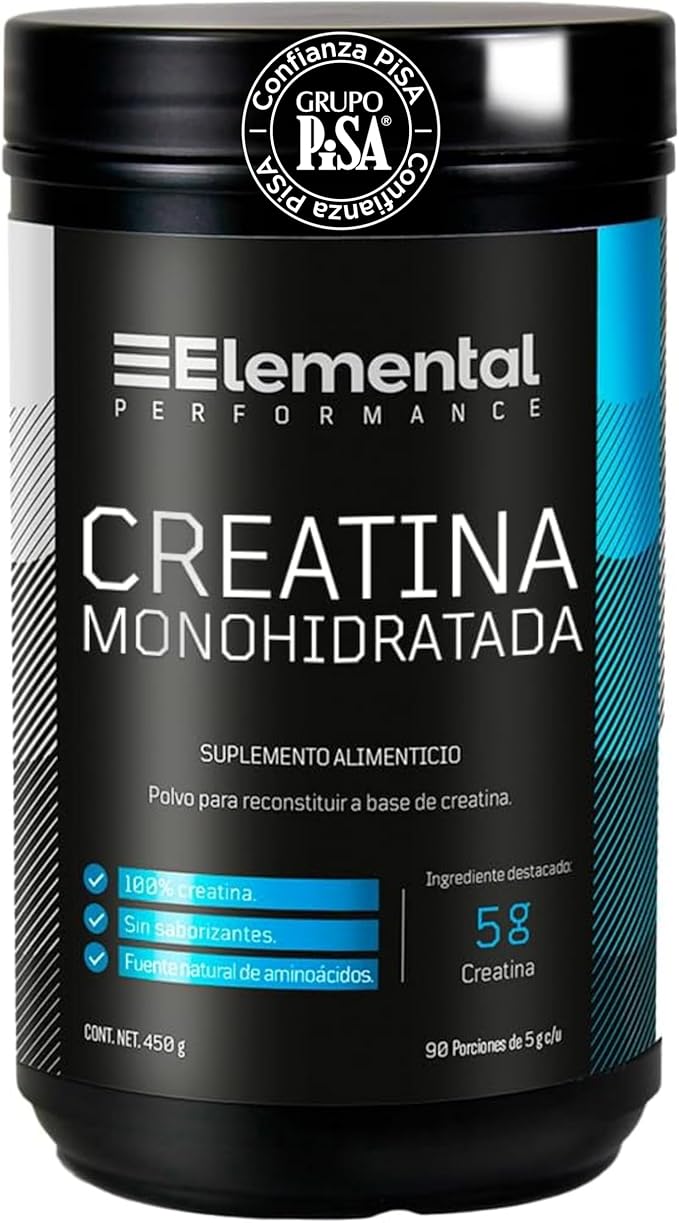 Confianza PiSA
GRUPO
PiSA®
Confianza PiSA
Elemental
PERFORMANCE
CREATINA
MONOHIDRATADA
SUPLEMENTO ALIMENTICIO
Polvo para reconstituir a base de creatina.
100% creatina.
Sin saborizantes.
Fuente natural de aminoácidos.
Ingrediente destacado:
5g
Creatina
CONT. NET. 450 g
90 Porciones de 5 g c/u